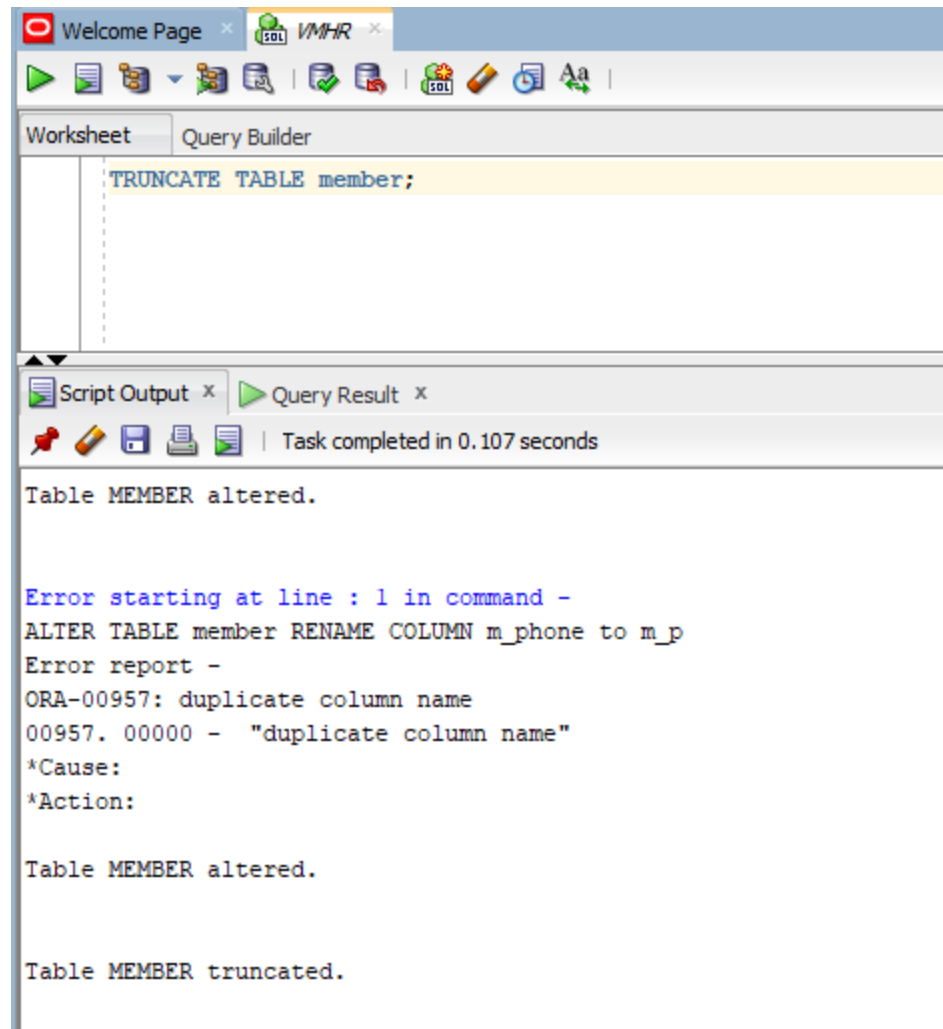 Welcome Page
VMHR
Worksheet
Query Builder
TRUNCATE TABLE member;
Script Output
Query Result
Task completed in 0.107 seconds
Table MEMBER altered.
Error starting at line : 1 in command -
ALTER TABLE member RENAME COLUMN m_phone to m_p
Error report -
ORA-00957: duplicate column name
00957. 00000 -  "duplicate column name"
*Cause:
*Action:
Table MEMBER altered.
Table MEMBER truncated.